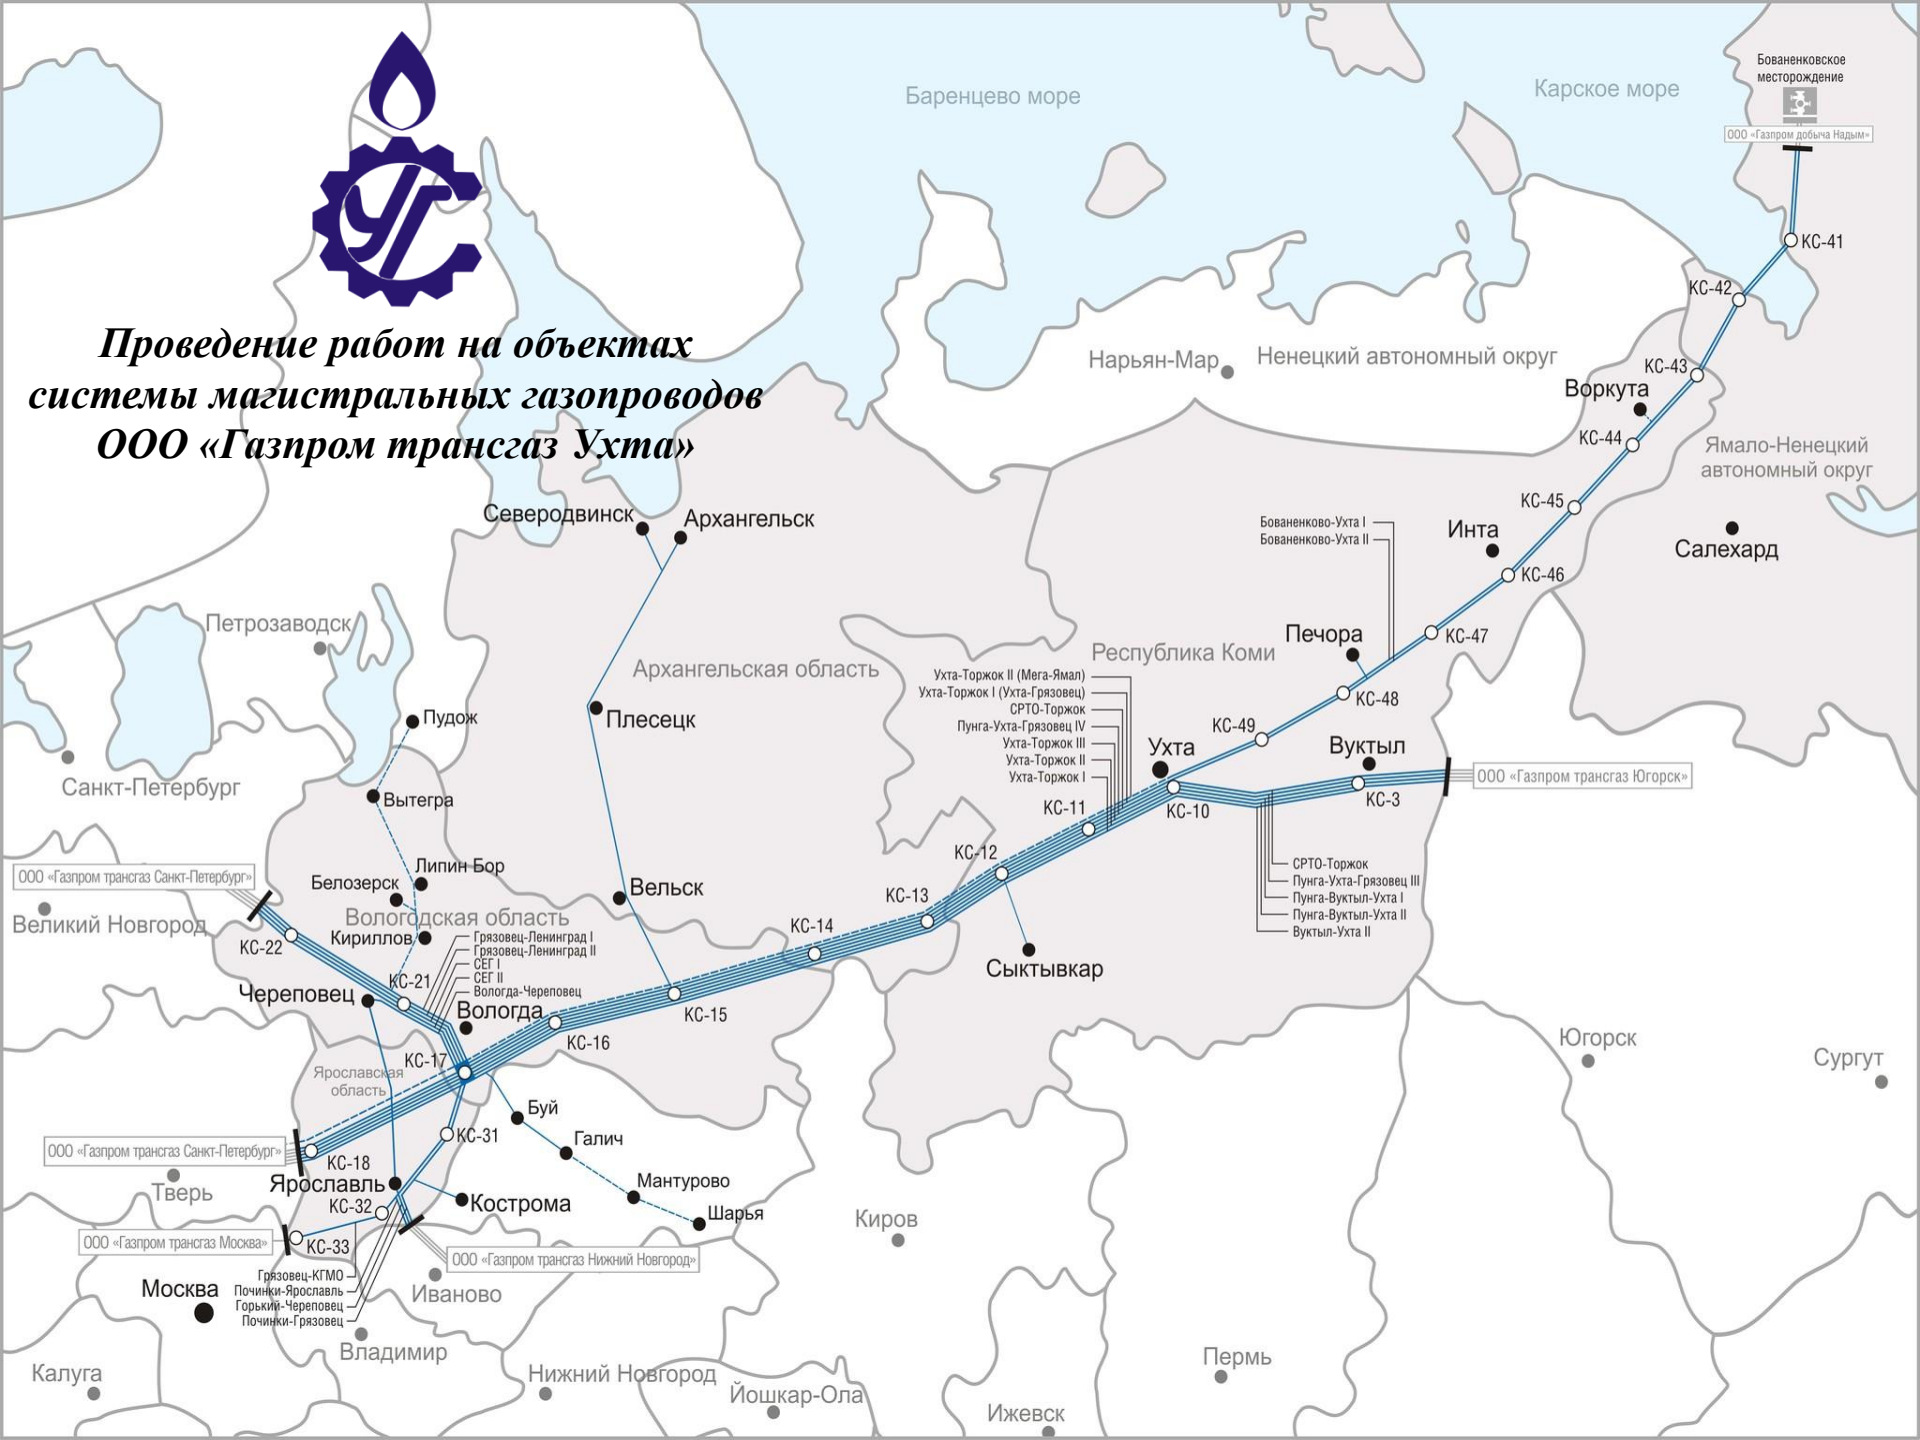 Бованенковское
месторождение
ООО «Газпром добыча Надым»
Баренцево море
Карское море
УГС
КС-41
КС-42
Проведение работ на объектах
системы магистральных газопроводов
ООО «Газпром трансгаз Ухта»
Нарьян-Мар
Ненецкий автономный округ
КС-43
Воркута
КС-44
Ямало-Ненецкий
автономный округ
КС-45
Северодвинск
Архангельск
Бованенково-Ухта I
Бованенково-Ухта II
Инта
Салехард
КС-46
Петрозаводск
Печора
КС-47
Архангельская область
Республика Коми
Ухта-Торжок II (Мега-Ямал)
Ухта-Торжок I (Ухта-Грязовец)
СРТО-Торжок
Пунга-Ухта-Грязовец IV
Ухта-Торжок III
Ухта-Торжок II
Ухта-Торжок I
КС-48
Пудож
Плесецк
КС-49
Ухта
Вуктыл
ООО «Газпром трансгаз Югорск»
Санкт-Петербург
Вытегра
КС-11
КС-10
КС-3
КС-12
СРТО-Торжок
Пунга-Ухта-Грязовец III
Пунга-Вуктыл-Ухта I
Пунга-Вуктыл-Ухта II
Вуктыл-Ухта II
Липин Бор
Белозерск
ООО «Газпром трансгаз Санкт-Петербург»
Вельск
КС-13
Великий Новгород
Вологодская область
Кириллов
КС-14
КС-22
Грязовец-Ленинград I
Грязовец-Ленинград II
СЕГ I
СЕГ II
Вологда-Череповец
Сыктывкар
КС-21
Череповец
Вологда
КС-15
КС-16
КС-17
Югорск
Сургут
Ярославская
область
Буй
КС-31
Галич
ООО «Газпром трансгаз Санкт-Петербург»
КС-18
Тверь
Ярославль
Мантурово
КС-32
Кострома
Шарья
Киров
ООО «Газпром трансгаз Москва»
КС-33
ООО «Газпром трансгаз Нижний Новгород»
Грязовец-КГМО
Починки-Ярославль
Горький-Череповец
Починки-Грязовец
Москва
Иваново
Владимир
Калуга
Нижний Новгород
Йошкар-Ола
Пермь
Ижевск